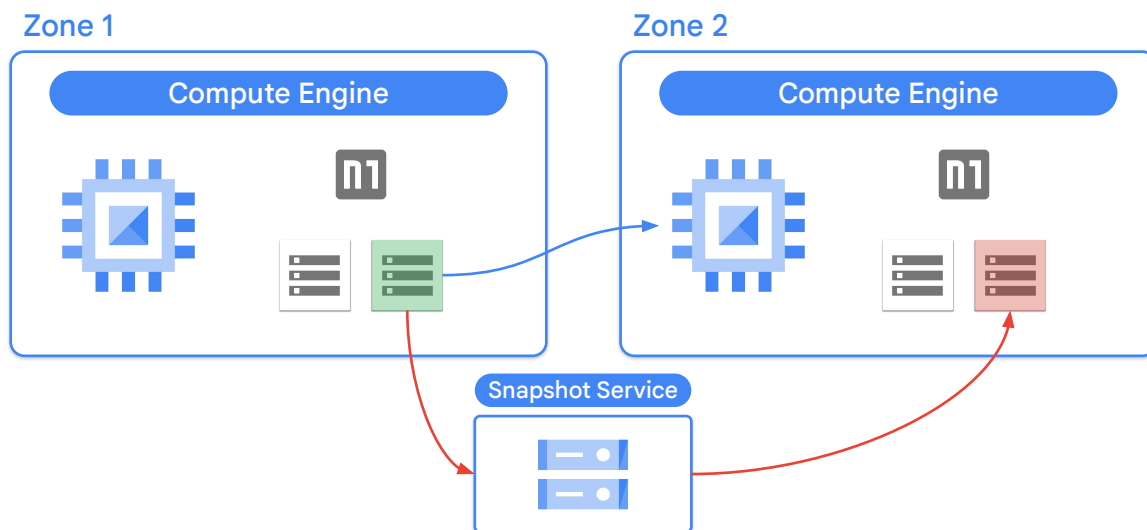 Zone 1
Zone 2
Compute Engine
Compute Engine
n1
n1
Snapshot Service